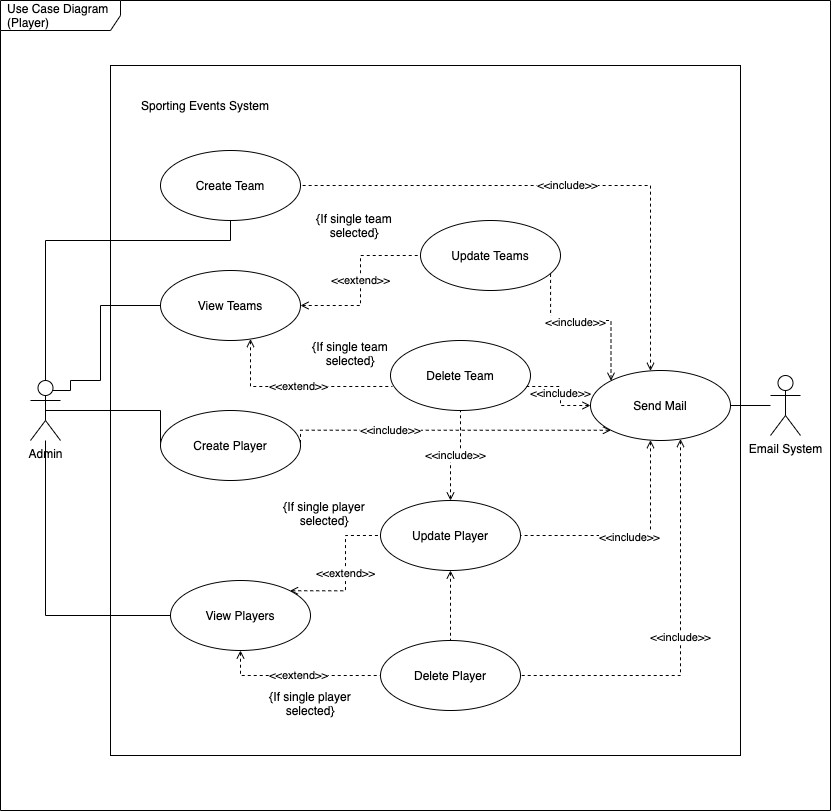 Use Case Diagram
(Player)
Sporting Events System
Create Team
<<include>>
{If single team
selected}
Update Teams
<<extend>>
View Teams
<<include>>
{If single team
selected}
Delete Team
<<extend>>
<<include>>
Send Mail
Create Player
<<include>>
Admin
Email System
<<include>>
{If single player
selected}
Update Player
<<include>>
<<extend>>
View Players
<<include>>
<<extend>>
Delete Player
{If single player
selected}